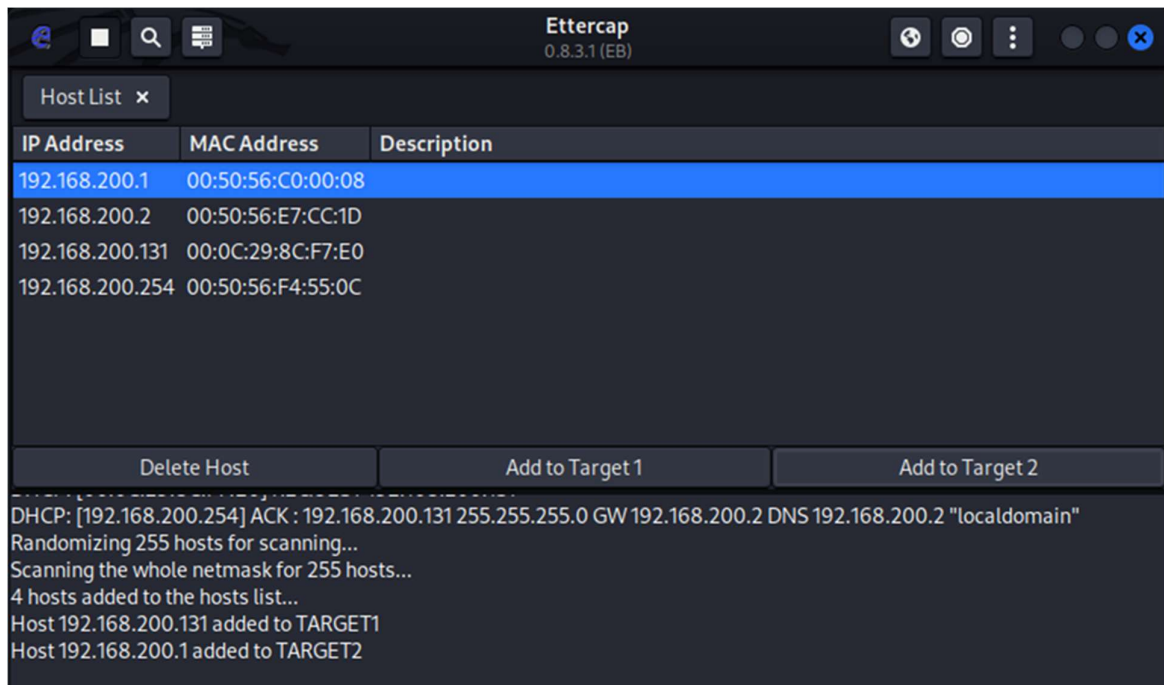 Ettercap
0.8.3.1 (EB)
Host List ×
IP Address MAC Address Description
192.168.200.1 00:50:56:C0:00:08
192.168.200.2 00:50:56:E7:CC:1D
192.168.200.131 00:0C:29:8C:F7:E0
192.168.200.254 00:50:56:F4:55:0C
Delete Host Add to Target 1 Add to Target 2
DHCP: [192.168.200.254] ACK : 192.168.200.131 255.255.255.0 GW 192.168.200.2 DNS 192.168.200.2 "localdomain"
Randomizing 255 hosts for scanning...
Scanning the whole netmask for 255 hosts...
4 hosts added to the hosts list...
Host 192.168.200.131 added to TARGET1
Host 192.168.200.1 added to TARGET2